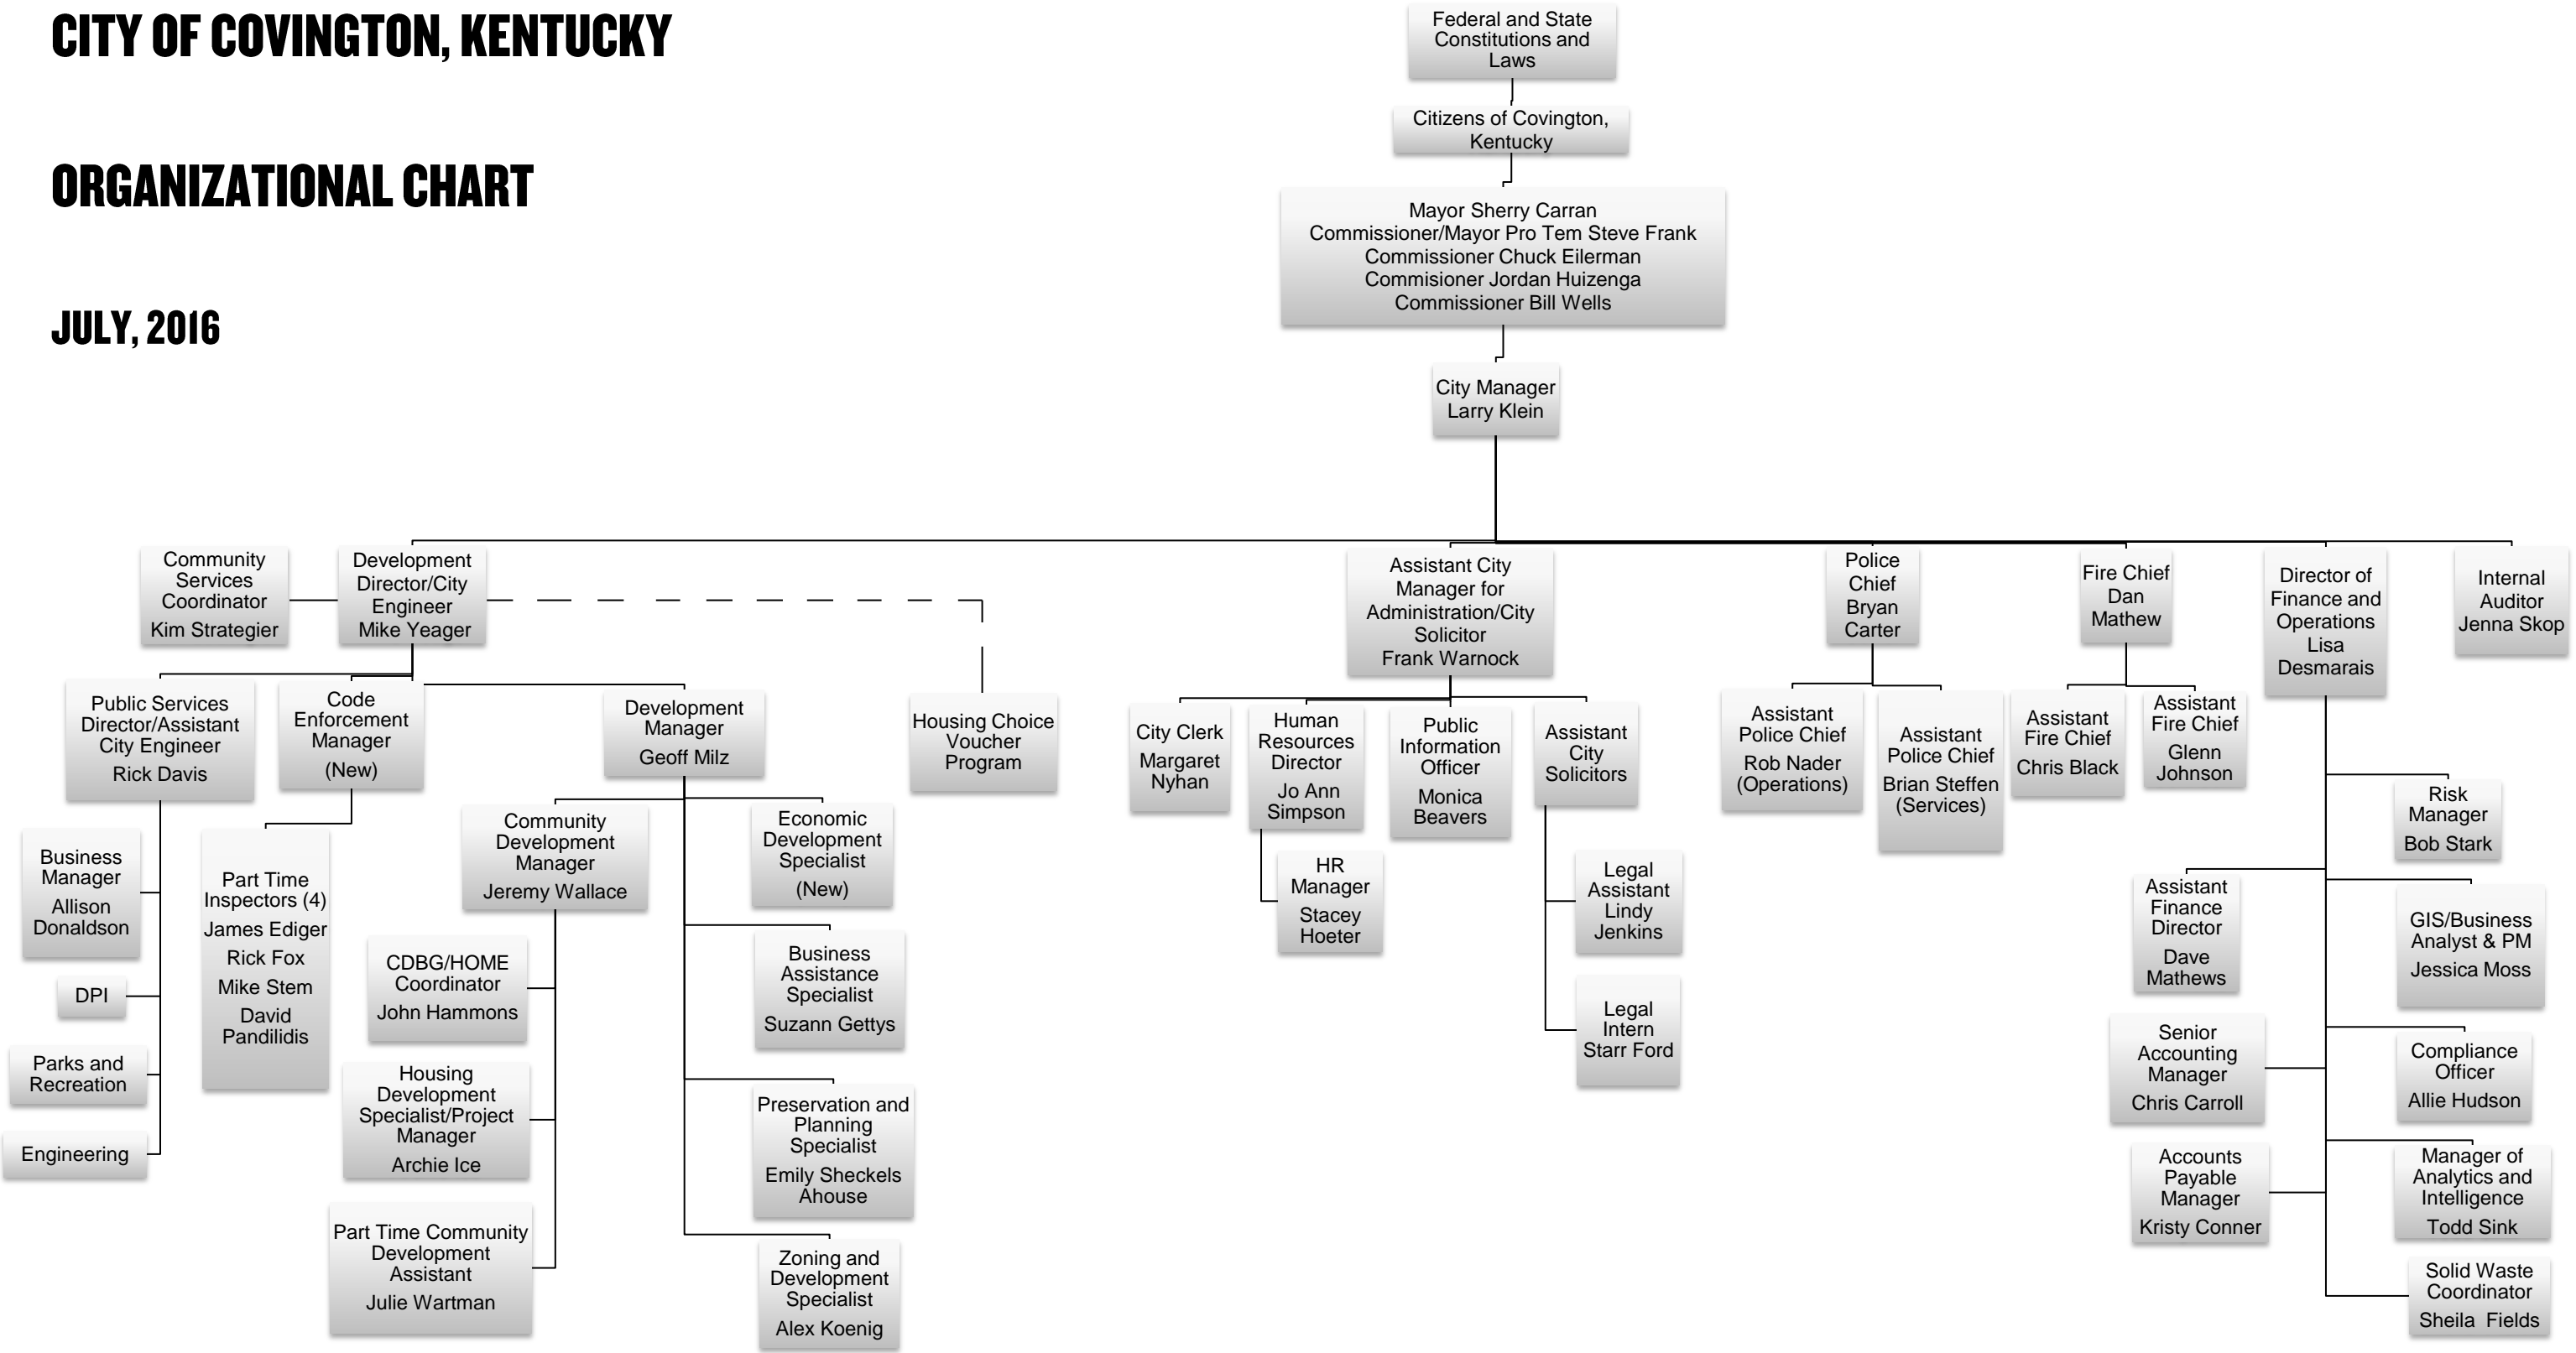 CITY OF COVINGTON, KENTUCKY
ORGANIZATIONAL CHART
JULY, 2016
Federal and State
Constitutions and
Laws
Citizens of Covington,
Kentucky
Mayor Sherry Carran
Commissioner/Mayor Pro Tem Steve Frank
Commissioner Chuck Eilerman
Commisioner Jordan Huizenga
Commissioner Bill Wells
City Manager
Larry Klein
Community
Services
Coordinator
Kim Strategier
Development
Director/City
Engineer
Mike Yeager
Assistant City
Manager for
Administration/City
Solicitor
Frank Warnock
Police
Chief
Bryan
Carter
Fire Chief
Dan
Mathew
Director of
Finance and
Operations
Lisa
Desmarais
Internal
Auditor
Jenna Skop
Public Services
Director/Assistant
City Engineer
Rick Davis
Code
Enforcement
Manager
(New)
Development
Manager
Geoff Milz
Housing Choice
Voucher
Program
City Clerk
Margaret
Nyhan
Human
Resources
Director
Jo Ann
Simpson
Public
Information
Officer
Monica
Beavers
Assistant
City
Solicitors
Assistant
Police Chief
Rob Nader
(Operations)
Assistant
Police Chief
Brian Steffen
(Services)
Assistant
Fire Chief
Chris Black
Assistant
Fire Chief
Glenn
Johnson
Risk
Manager
Bob Stark
Business
Manager
Allison
Donaldson
DPI
Parks and
Recreation
Engineering
Part Time
Inspectors (4)
James Ediger
Rick Fox
Mike Stem
David
Pandilidis
Community
Development
Manager
Jeremy Wallace
Economic
Development
Specialist
(New)
CDBG/HOME
Coordinator
John Hammons
Housing
Development
Specialist/Project
Manager
Archie Ice
Part Time Community
Development
Assistant
Julie Wartman
Business
Assistance
Specialist
Suzann Gettys
Preservation and
Planning
Specialist
Emily Sheckels
Ahouse
Zoning and
Development
Specialist
Alex Koenig
HR
Manager
Stacey
Hoeter
Legal
Assistant
Lindy
Jenkins
Legal
Intern
Starr Ford
Assistant
Finance
Director
Dave
Mathews
GIS/Business
Analyst & PM
Jessica Moss
Senior
Accounting
Manager
Chris Carroll
Compliance
Officer
Allie Hudson
Accounts
Payable
Manager
Kristy Conner
Manager of
Analytics and
Intelligence
Todd Sink
Solid Waste
Coordinator
Sheila  Fields